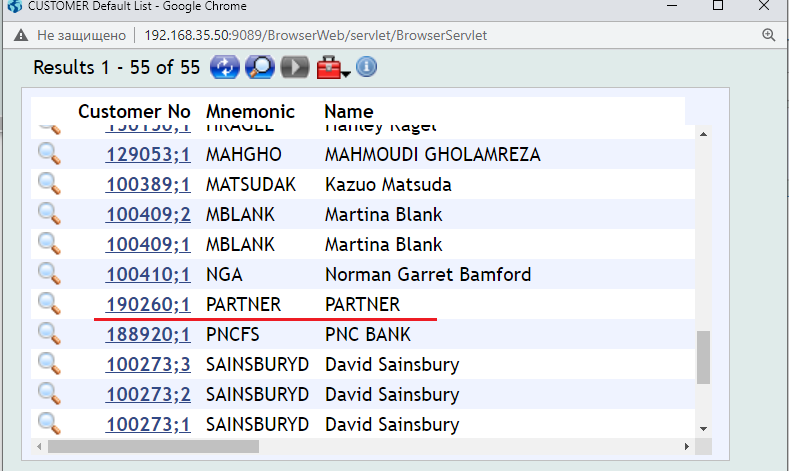 CUSTOMER Default List - Google Chrome
Не защищено | 192.168.35.50:9089/BrowserWeb/servlet/BrowserServlet
Results 1 - 55 of 55
Customer No Mnemonic Name
129053;1 MAHGHO MAHMOUDI GHOLAMREZA
100389;1 MATSUDAK Kazuo Matsuda
100409;2 MBLANK Martina Blank
100409;1 MBLANK Martina Blank
100410;1 NGA Norman Garret Bamford
190260;1 PARTNER PARTNER
188920;1 PNCFS PNC BANK
100273;3 SAINSBURYD David Sainsbury
100273;2 SAINSBURYD David Sainsbury
100273;1 SAINSBURYD David Sainsbury